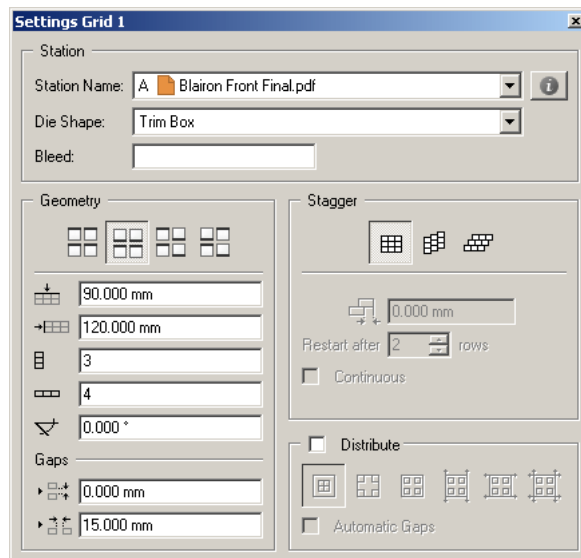 Settings Grid 1
Station
Station Name: A Blairon Front Final.pdf
Die Shape: Trim Box
Bleed:
Geometry
90.000 mm
120.000 mm
3
4
0.000 °
Gaps
0.000 mm
15.000 mm
Stagger
0.000 mm
Restart after 2 rows
Continuous
Distribute
Automatic Gaps